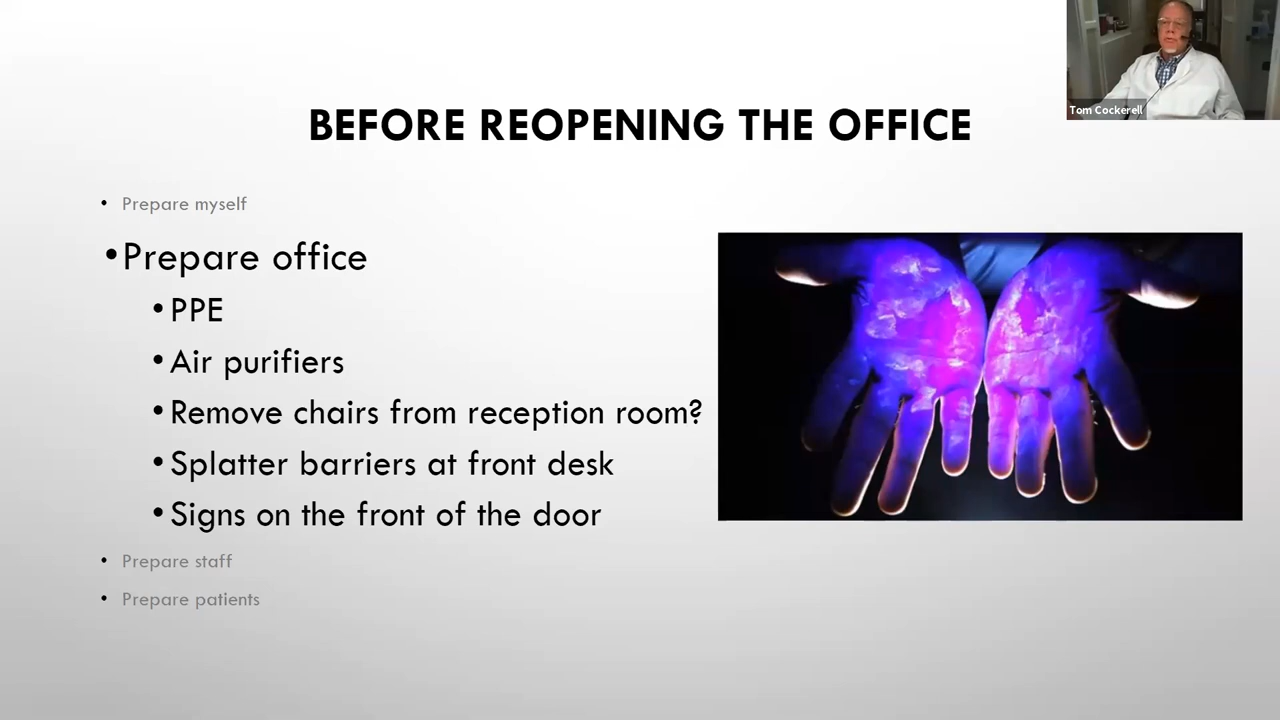 Tom Cockerell
BEFORE REOPENING THE OFFICE
• Prepare myself
• Prepare office
• PPE
• Air purifiers
• Remove chairs from reception room?
• Splatter barriers at front desk
• Signs on the front of the door
• Prepare staff
• Prepare patients